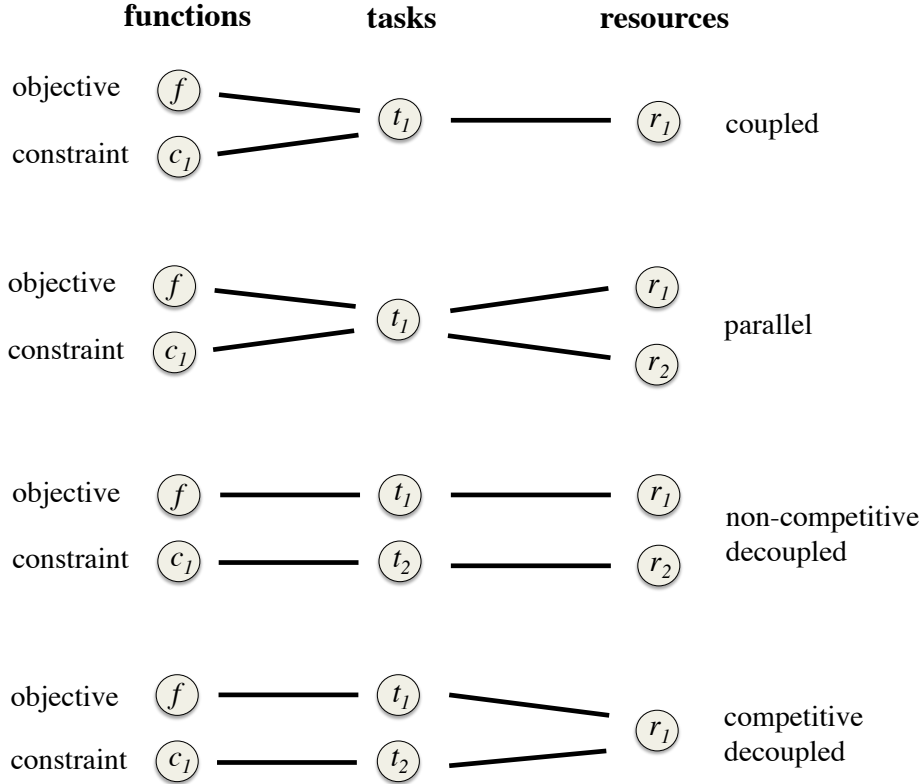 functions tasks resources
objective f
t1 r1 coupled
constraint c1
objective f r1
t1 parallel
constraint c1 r2
objective f t1 r1
non-competitive
decoupled
constraint c1 t2 r2
objective f t1
r1 competitive
decoupled
constraint c1 t2